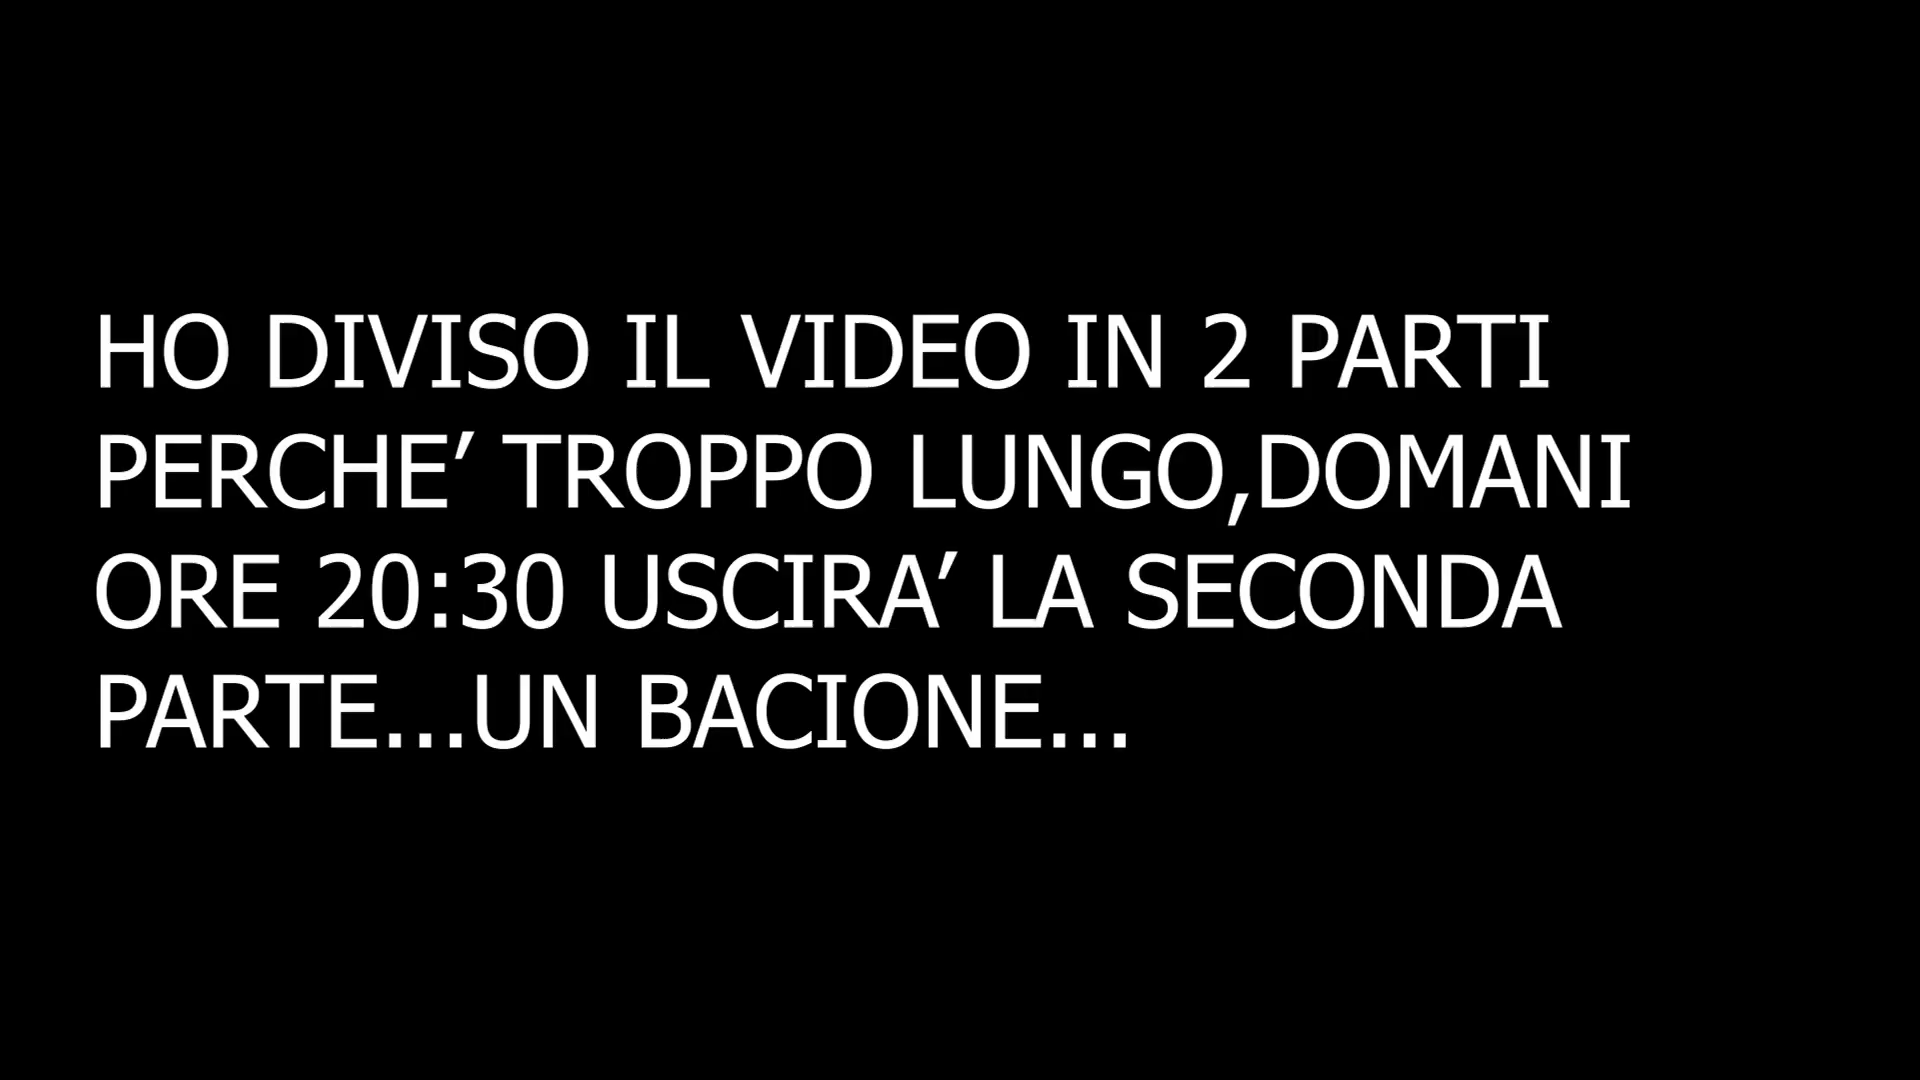 HO DIVISO IL VIDEO IN 2 PARTI
PERCHE’ TROPPO LUNGO,DOMANI
ORE 20:30 USCIRA’ LA SECONDA
PARTE...UN BACIONE...